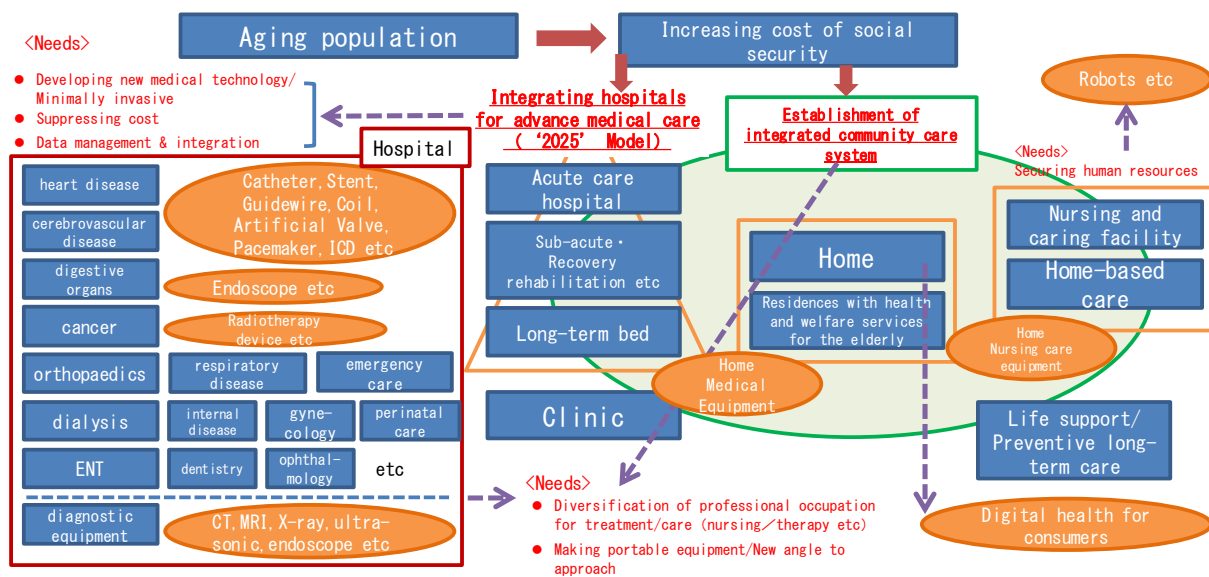 <Needs>
Aging population
Increasing cost of social
security
● Developing new medical technology/
Minimally invasive
● Suppressing cost
● Data management & integration
Integrating hospitals
for advance medical care
( ‘2025’ Model)
Establishment of
integrated community care
system
Robots etc
<Needs>
Securing human resources
Hospital
heart disease
Catheter, Stent,
Guidewire, Coil,
Artificial Valve,
Pacemaker, ICD etc
cerebrovascular
disease
digestive
organs
Endoscope etc
cancer
Radiotherapy
device etc
orthopaedics
respiratory
disease
emergency
care
dialysis
internal
disease
gyne-
cology
perinatal
care
ENT
dentistry
ophthal-
mology
etc
diagnostic
equipment
CT, MRI, X-ray, ultra-
sonic, endoscope etc
Acute care
hospital
Sub-acute・
Recovery
rehabilitation etc
Long-term bed
Clinic
Home
Residences with health
and welfare services
for the elderly
Home
Medical
Equipment
Nursing and
caring facility
Home-based
care
Home
Nursing care
equipment
Life support/
Preventive long-
term care
<Needs>
● Diversification of professional occupation
for treatment/care (nursing／therapy etc)
● Making portable equipment/New angle to
approach
Digital health for
consumers